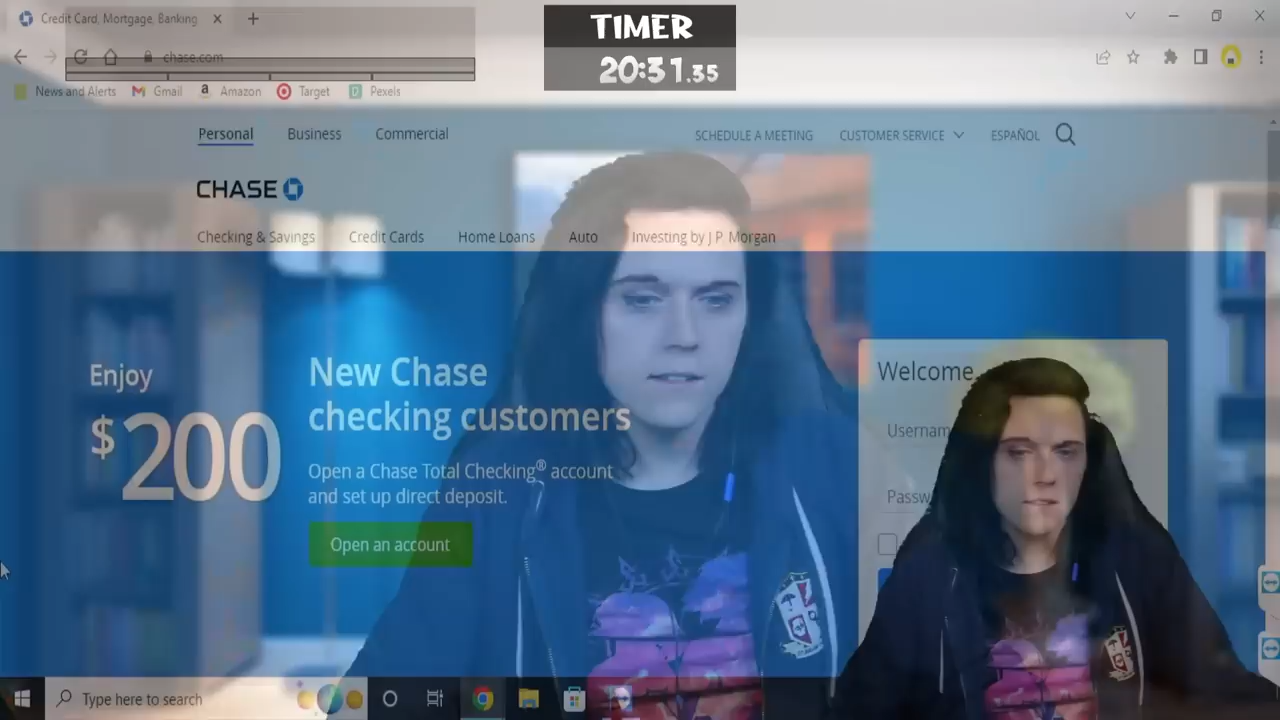 TIMER
20:31.35
Credit Card, Mortgage, Banking
chase.com
News and Alerts
Gmail
Amazon
Target
Pexels
Personal
Business
Commercial
SCHEDULE A MEETING
CUSTOMER SERVICE
ESPAÑOL
CHASE
Checking & Savings
Credit Cards
Home Loans
Auto
Investing by J.P. Morgan
Enjoy
$200
New Chase
checking customers
Open a Chase Total Checking® account
and set up direct deposit.
Open an account
Welcome
Usernam
Passw
Type here to search